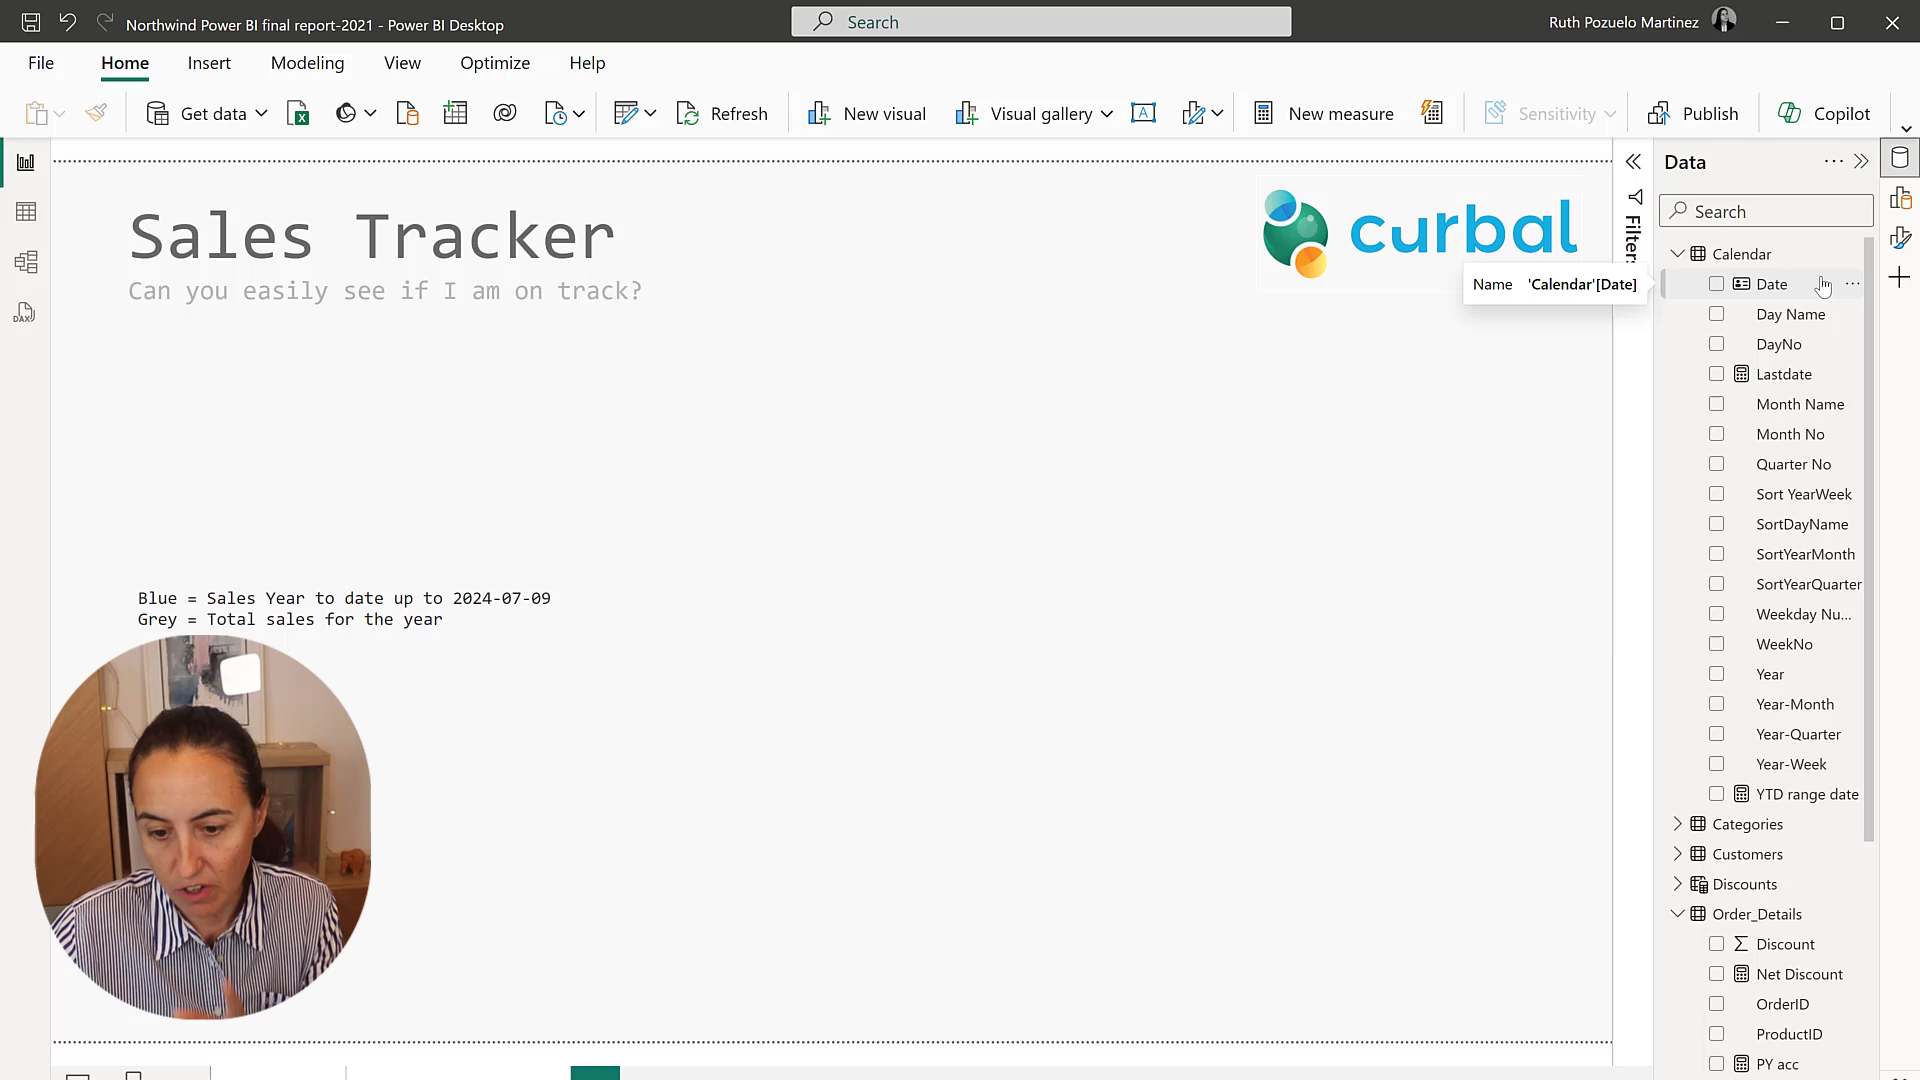 Northwind Power BI final report-2021 - Power BI Desktop
Search
Ruth Pozuelo Martinez
File
Home
Insert
Modeling
View
Optimize
Help
Get data
Refresh
New visual
Visual gallery
New measure
Sensitivity
Publish
Copilot
Sales Tracker
Can you easily see if I am on track?
curbal
Blue = Sales Year to date up to 2024-07-09
Grey = Total sales for the year
Name 'Calendar'[Date]
Filters
Data
Search
Calendar
Date
Day Name
DayNo
Lastdate
Month Name
Month No
Quarter No
Sort YearWeek
SortDayName
SortYearMonth
SortYearQuarter
Weekday Nu...
WeekNo
Year
Year-Month
Year-Quarter
Year-Week
YTD range date
Categories
Customers
Discounts
Order_Details
Discount
Net Discount
OrderID
ProductID
PY acc
DAX